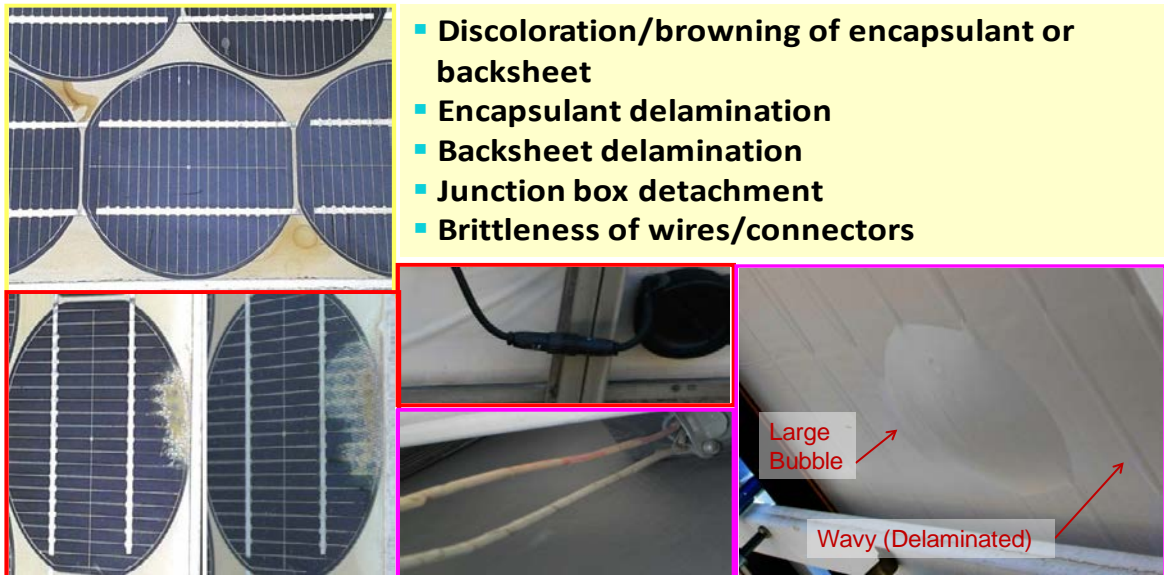 ▪ Discoloration/browning of encapsulant or
backsheet
▪ Encapsulant delamination
▪ Backsheet delamination
▪ Junction box detachment
▪ Brittleness of wires/connectors
Large
Bubble
Wavy (Delaminated)